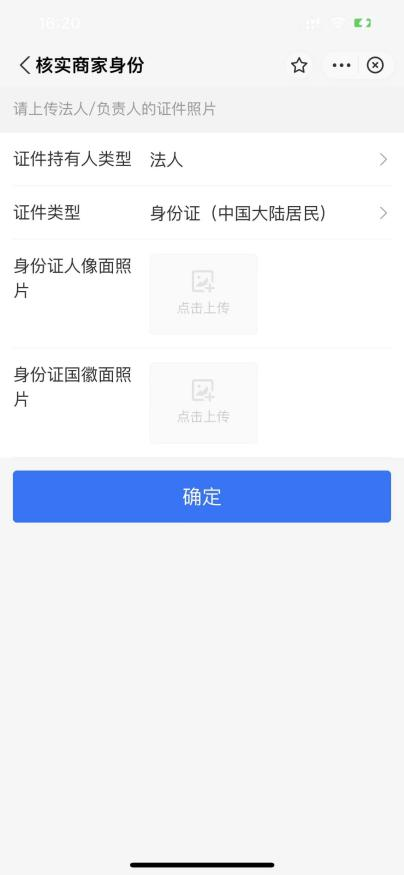 16:20
核实商家身份
请上传法人/负责人的证件照片
证件持有人类型 法人
证件类型 身份证（中国大陆居民）
身份证人像面照
片
点击上传
身份证国徽面照
片
点击上传
确定